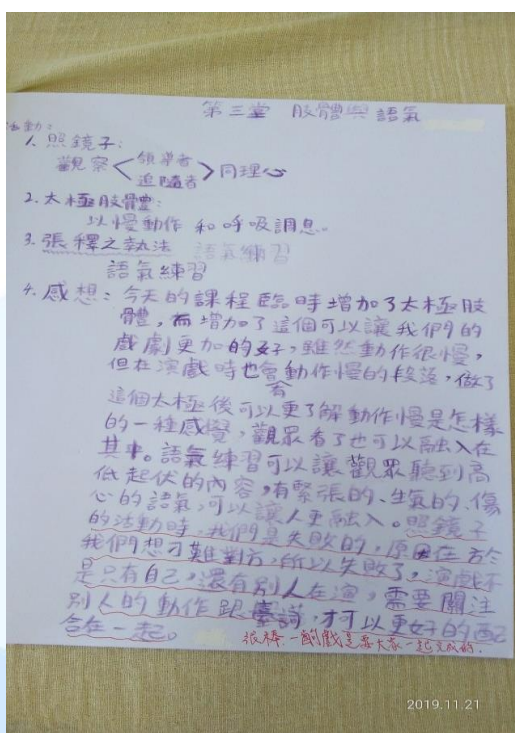 第三堂 肢體與語氣
活動:
1. 照鏡子:
觀察 < 領導者 追隨者 > 同理心
2. 太極肢體:
以慢動作和呼吸調息。
3. 張釋之執法 語氣練習
語氣練習
4. 感想:今天的課程臨時增加了太極肢
體,而增加了這個可以讓我們的
戲劇更加的好,雖然動作很慢,
但在演戲時也會有動作慢的段落,做了
這個太極後可以更了解動作慢是怎樣
的一種感覺,觀眾看了也可以融入在
其中。語氣練習可以讓觀眾聽到高
低起伏的內容,有緊張的、生氣的、傷
心的語氣,可以讓人更融入。照鏡子
的活動時,我們是失敗的,原因在於
我們想刁難對方,所以失敗了,演戲不
是只有自己,還有別人在演,需要關注
別人的動作跟臺詞,才可以更好的配
合在一起。
很棒,一齣戲是要大家一起完成的.
2019.11.21